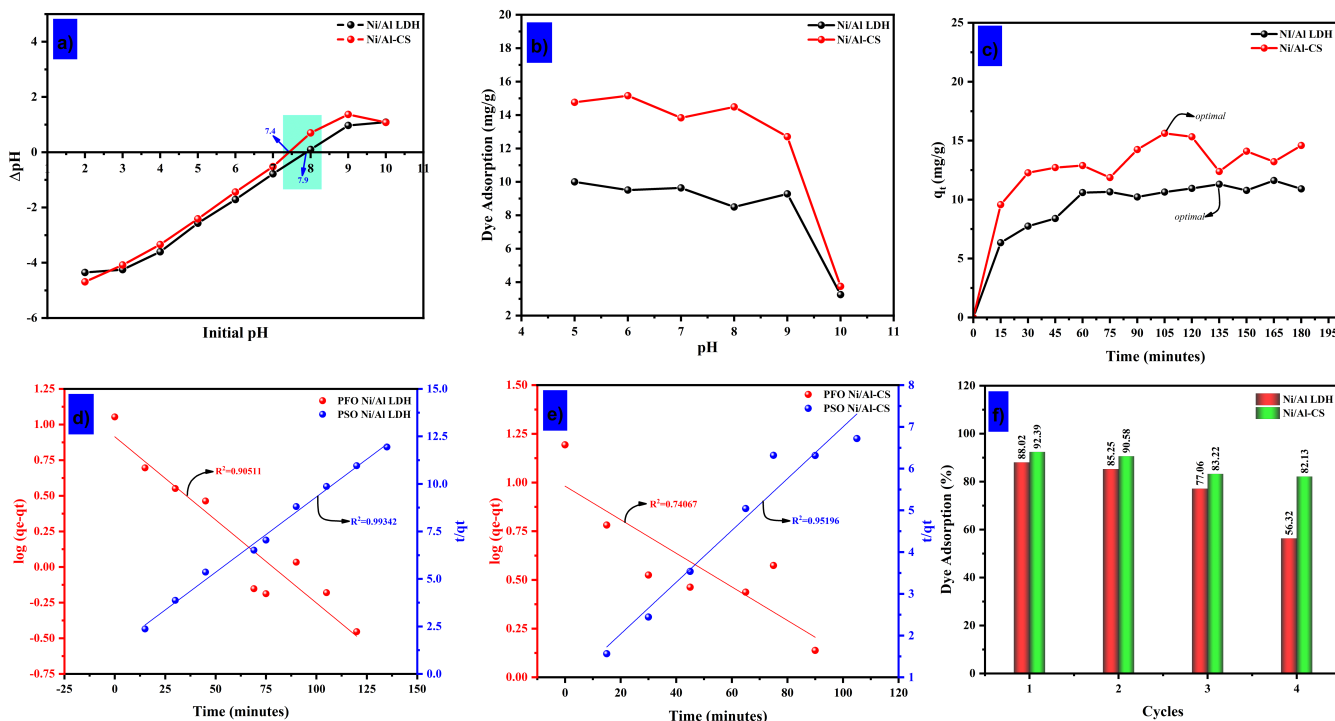 a)
Ni/Al LDH
Ni/Al-CS
4
2
0
-2
-4
-6
ΔpH
2 3 4 5 6 7 8 9 10 11
7.4
7.9
Initial pH
b)
Ni/Al LDH
Ni/Al-CS
20
18
16
14
12
10
8
6
4
2
Dye Adsorption (mg/g)
4 5 6 7 8 9 10 11
pH
c)
NI/Al LDH
Ni/Al-CS
25
20
15
10
5
0
qt (mg/g)
optimal
optimal
0 15 30 45 60 75 90 105 120 135 150 165 180 195
Time (minutes)
d)
PFO Ni/Al LDH
PSO Ni/Al LDH
1.25
1.00
0.75
0.50
0.25
0.00
-0.25
-0.50
-0.75
log (qe-qt)
R²=0.90511
R²=0.99342
15.0
12.5
10.0
7.5
5.0
2.5
0.0
t/qt
-25 0 25 50 75 100 125 150
Time (minutes)
e)
PFO Ni/Al-CS
PSO Ni/Al-CS
1.50
1.25
1.00
0.75
0.50
0.25
0.00
log (qe-qt)
R²=0.74067
R²=0.95196
8
7
6
5
4
3
2
1
t/qt
0 20 40 60 80 100 120
Time (minutes)
f)
Ni/Al LDH
Ni/Al-CS
120
100
80
60
40
20
0
Dye Adsorption (%)
88.02
92.39
85.25
90.58
77.06
83.22
56.32
82.13
1 2 3 4
Cycles